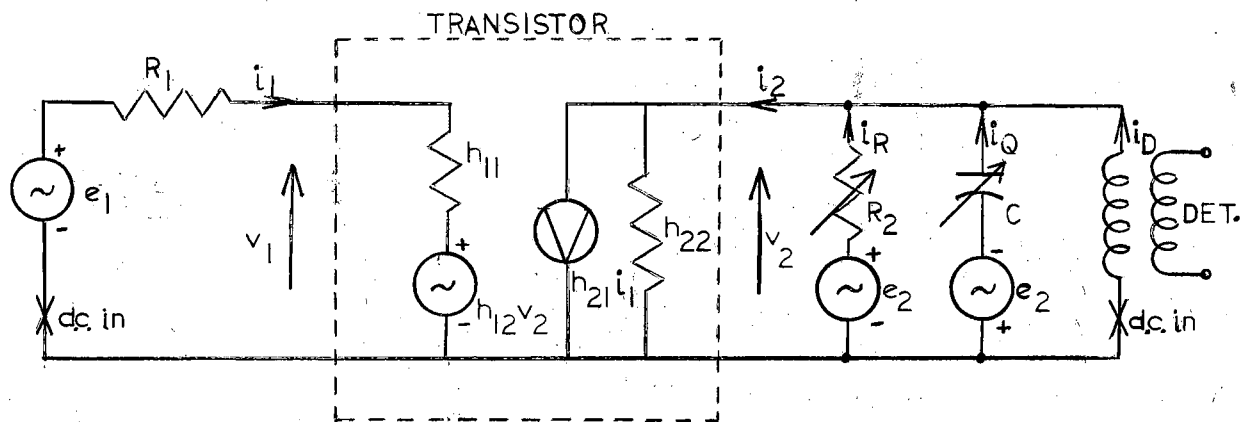 TRANSISTOR
R1
i1
i2
iR
iQ
iD
+
e1
-
v1
h11
+
h12v2
-
h21i1
h22
v2
R2
C
DET.
+
e2
-
-
e2
+
d.c. in
d.c. in